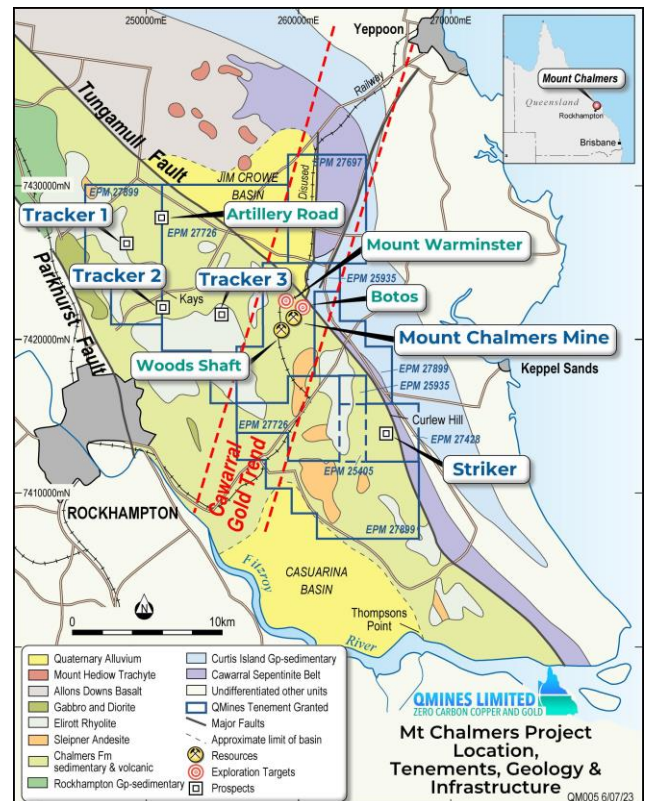 250000mE
260000mE
270000mE
Yeppoon
Mount Chalmers
Queensland
Rockhampton
Brisbane
Tungamull Fault
Railway
Disused
JIM CROWE
BASIN
EPM 27697
7430000mN
EPM 27899
Tracker 1
Artillery Road
EPM 27726
Mount Warminster
Tracker 2
Tracker 3
EPM 25935
Kays
Botos
Parkhurst Fault
7420000mN
Mount Chalmers Mine
Woods Shaft
EPM 27899
Keppel Sands
EPM 25935
EPM 27726
Curlew Hill
EPM 27428
Striker
EPM 25405
Cawarral
Gold Trend
7410000mN
EPM 27899
ROCKHAMPTON
Fitzroy
River
CASUARINA
BASIN
Thompsons
Point
N
0
10km
Quaternary Alluvium
Mount Hediow Trachyte
Allons Downs Basalt
Gabbro and Diorite
Elirott Rhyolite
Sleipner Andesite
Chalmers Fm
sedimentary & volcanic
Rockhampton Gp-sedimentary
Curtis Island Gp-sedimentary
Cawarral Sepentinite Belt
Undifferentiated other units
QMines Tenement Granted
Major Faults
Approximate limit of basin
Resources
Exploration Targets
Prospects
QMINES LIMITED
ZERO CARBON COPPER AND GOLD
Mt Chalmers Project
Location,
Tenements, Geology &
Infrastructure
QM005 6/07/23